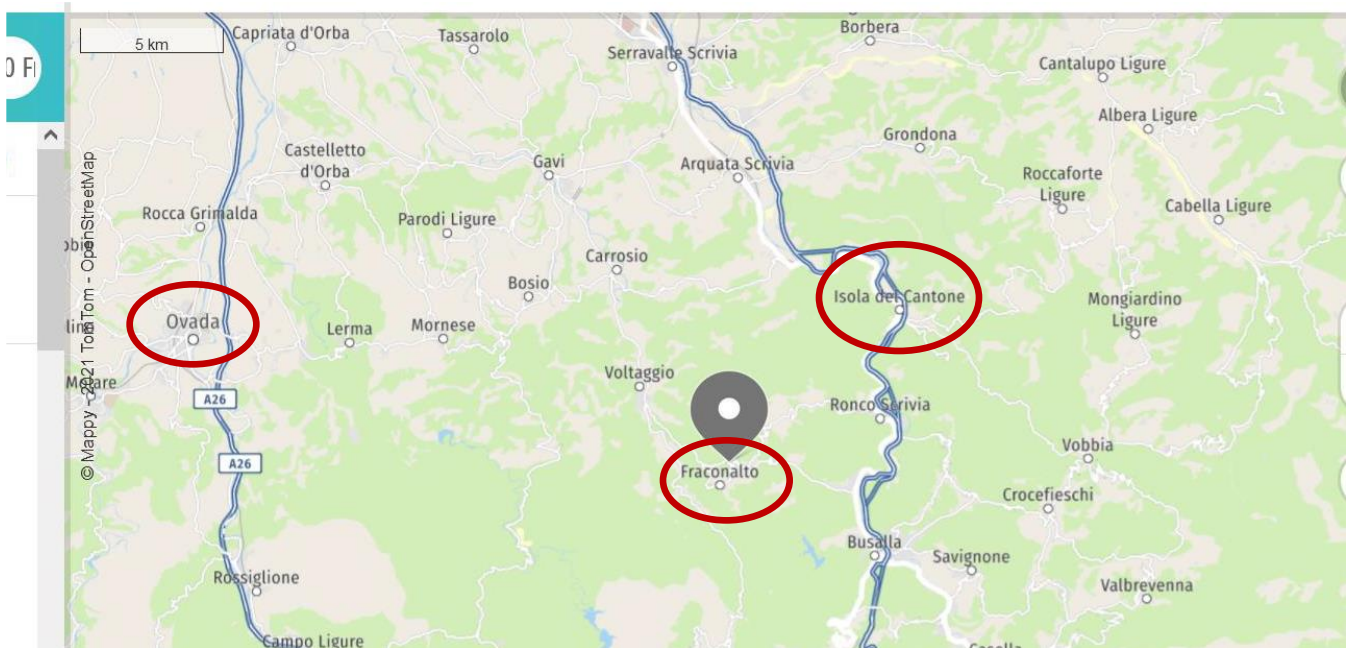 0 Fi
5 km
Capriata d'Orba
Tassarolo
Serravalle Scrivia
Borbera
Cantalupo Ligure
Albera Ligure
Castelletto
d'Orba
Gavi
Arquata Scrivia
Grondona
Roccaforte
Ligure
Rocca Grimalda
Parodi Ligure
Cabella Ligure
Carrosio
Bosio
Isola del Cantone
Mongiardino
Ligure
Ovada
Lerma
Mornese
Voltaggio
Ronco Scrivia
A26
Vobbia
A26
Fraconalto
Crocefieschi
Busalla
Savignone
Rossiglione
Valbrevenna
Campo Ligure
© Mappy - 2021 TomTom - OpenStreetMap